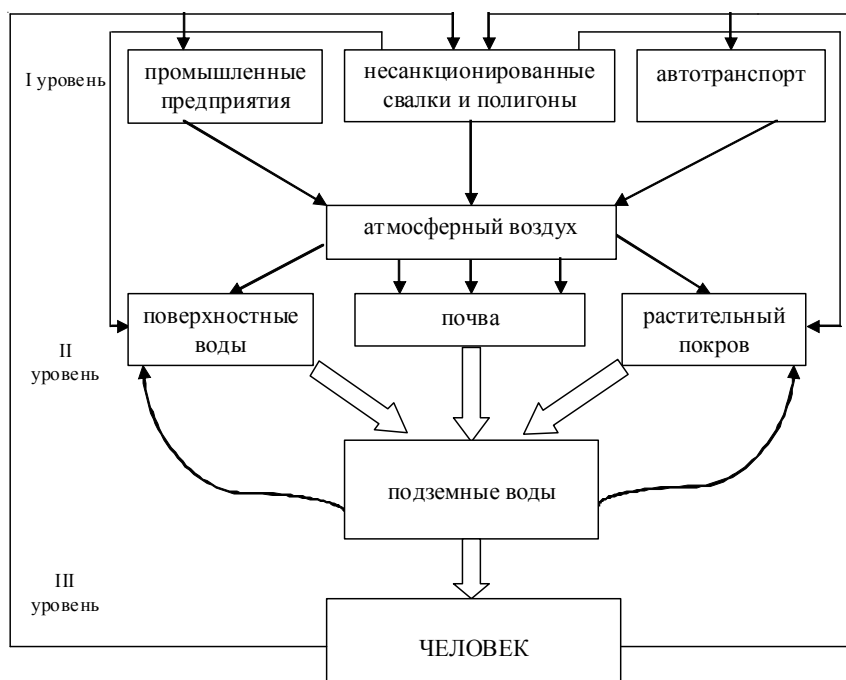 I уровень
промышленные
предприятия
несанкционированные
свалки и полигоны
автотранспорт
атмосферный воздух
II
уровень
поверхностные
воды
почва
растительный
покров
подземные воды
III
уровень
ЧЕЛОВЕК